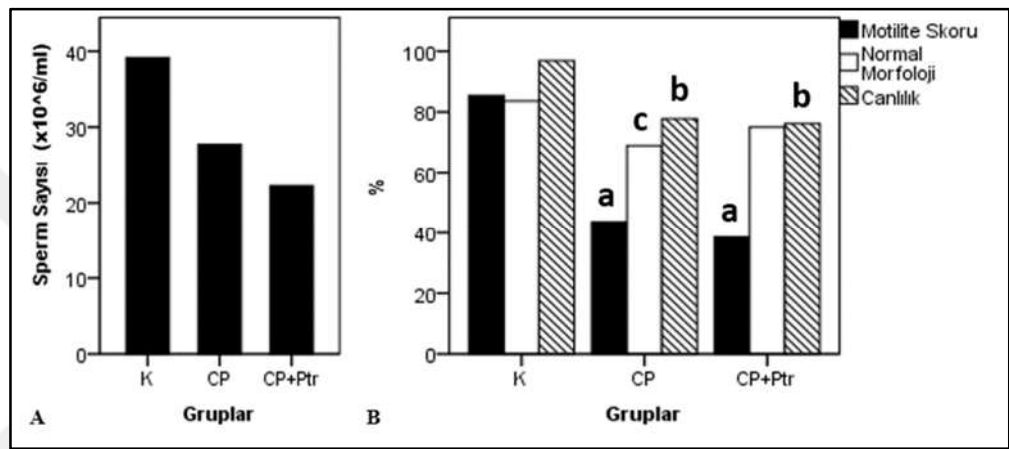 Sperm Sayısı (x10^6/ml)
40
30
20
10
0
K
CP
CP+Ptr
Gruplar
A
%
100
80
60
40
20
0
a
c
b
a
b
K
CP
CP+Ptr
Gruplar
B
Motilite Skoru
Normal
Morfoloji
Canlılık